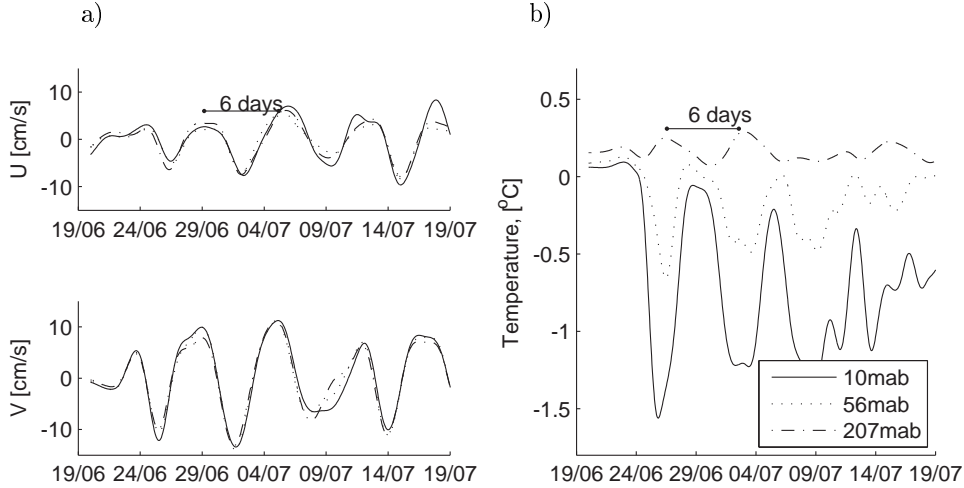 a)
10
0
-10
U [cm/s]
6 days
19/06 24/06 29/06 04/07 09/07 14/07 19/07
10
0
-10
V [cm/s]
19/06 24/06 29/06 04/07 09/07 14/07 19/07
b)
0.5
0
-0.5
-1
-1.5
Temperature, [°C]
6 days
10mab
56mab
207mab
19/06 24/06 29/06 04/07 09/07 14/07 19/07